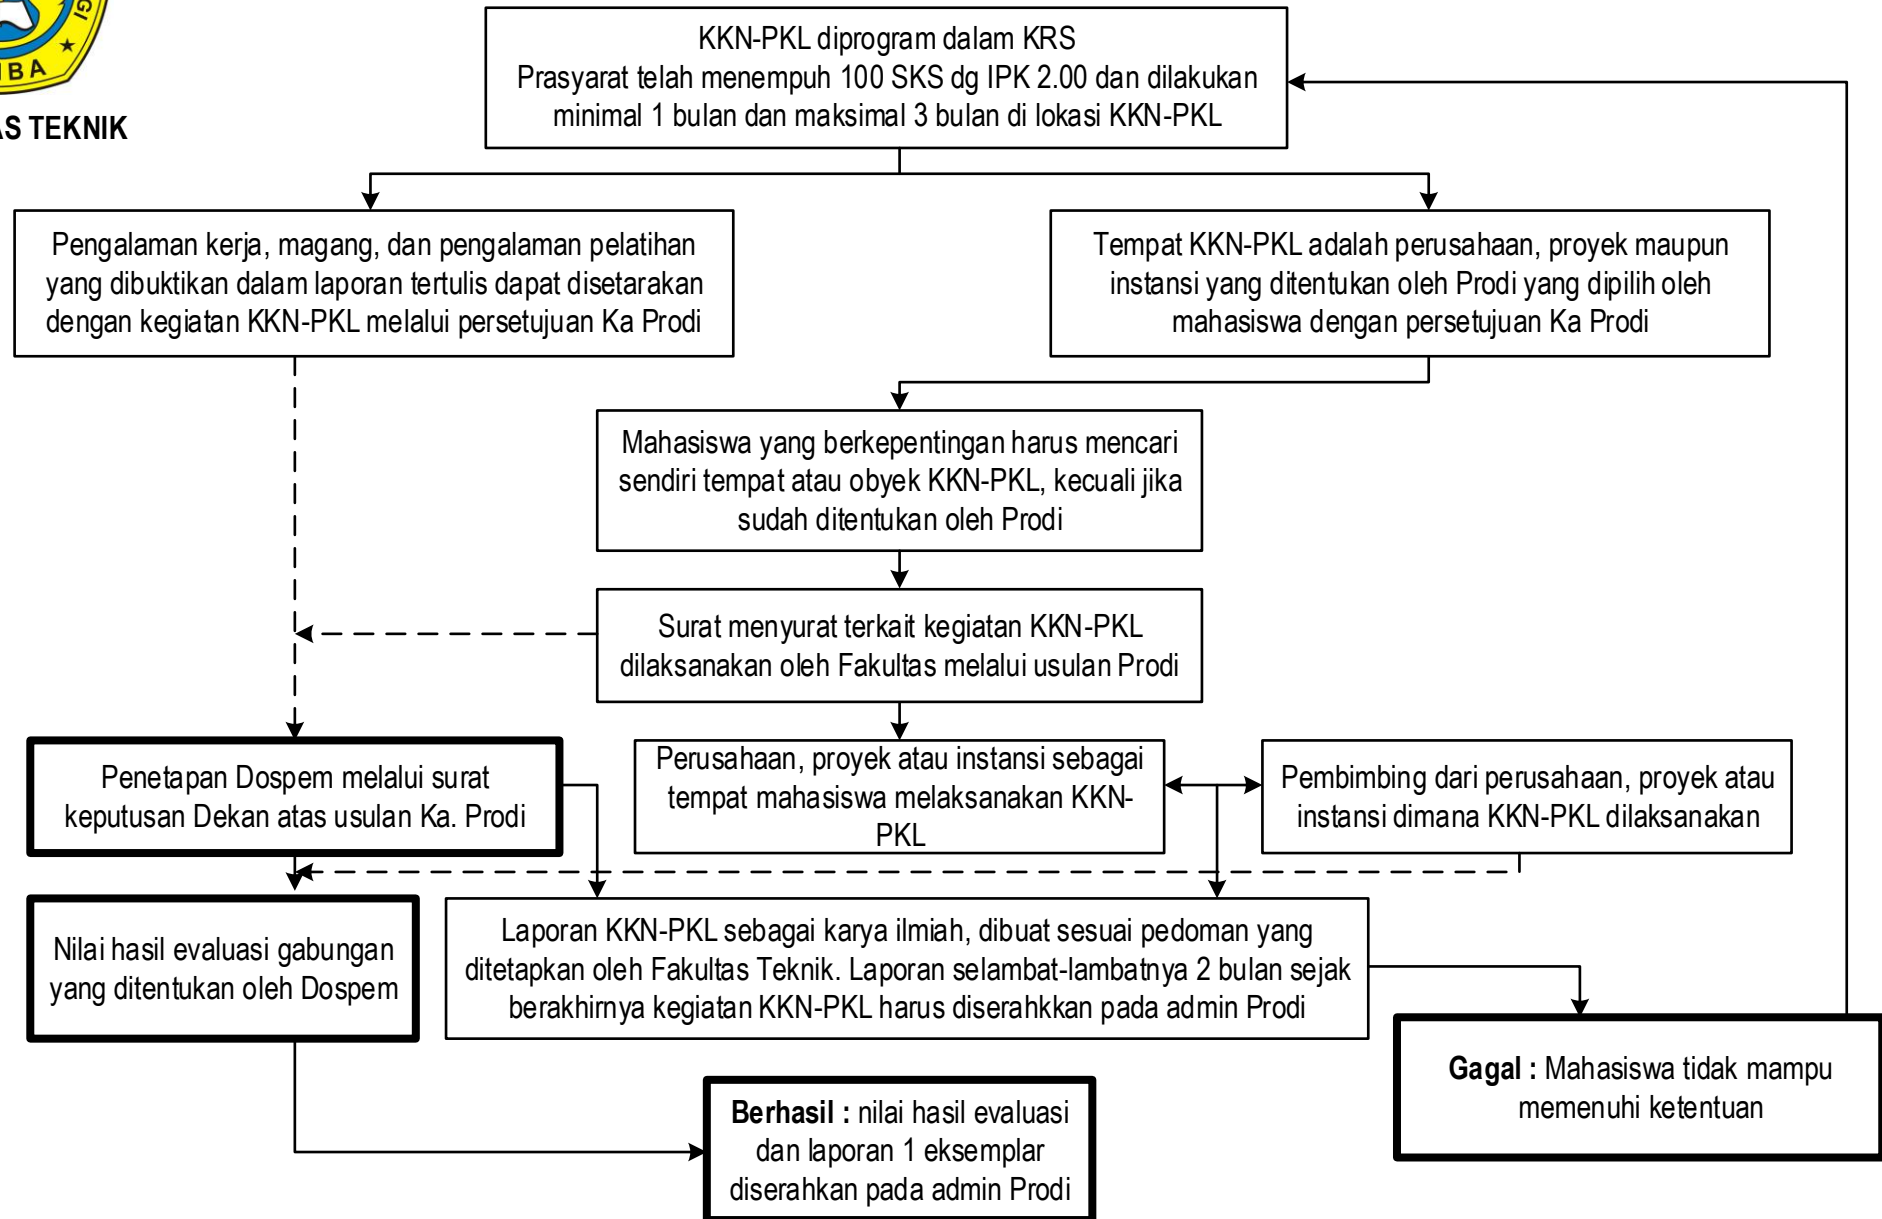 GI
UBA
AS TEKNIK
KKN-PKL diprogram dalam KRS
Prasyarat telah menempuh 100 SKS dg IPK 2.00 dan dilakukan
minimal 1 bulan dan maksimal 3 bulan di lokasi KKN-PKL
Pengalaman kerja, magang, dan pengalaman pelatihan
yang dibuktikan dalam laporan tertulis dapat disetarakan
dengan kegiatan KKN-PKL melalui persetujuan Ka Prodi
Tempat KKN-PKL adalah perusahaan, proyek maupun
instansi yang ditentukan oleh Prodi yang dipilih oleh
mahasiswa dengan persetujuan Ka Prodi
Mahasiswa yang berkepentingan harus mencari
sendiri tempat atau obyek KKN-PKL, kecuali jika
sudah ditentukan oleh Prodi
Surat menyurat terkait kegiatan KKN-PKL
dilaksanakan oleh Fakultas melalui usulan Prodi
Penetapan Dospem melalui surat
keputusan Dekan atas usulan Ka. Prodi
Perusahaan, proyek atau instansi sebagai
tempat mahasiswa melaksanakan KKN-
PKL
Pembimbing dari perusahaan, proyek atau
instansi dimana KKN-PKL dilaksanakan
Nilai hasil evaluasi gabungan
yang ditentukan oleh Dospem
Laporan KKN-PKL sebagai karya ilmiah, dibuat sesuai pedoman yang
ditetapkan oleh Fakultas Teknik. Laporan selambat-lambatnya 2 bulan sejak
berakhirnya kegiatan KKN-PKL harus diserahkkan pada admin Prodi
Gagal : Mahasiswa tidak mampu
memenuhi ketentuan
Berhasil : nilai hasil evaluasi
dan laporan 1 eksemplar
diserahkan pada admin Prodi